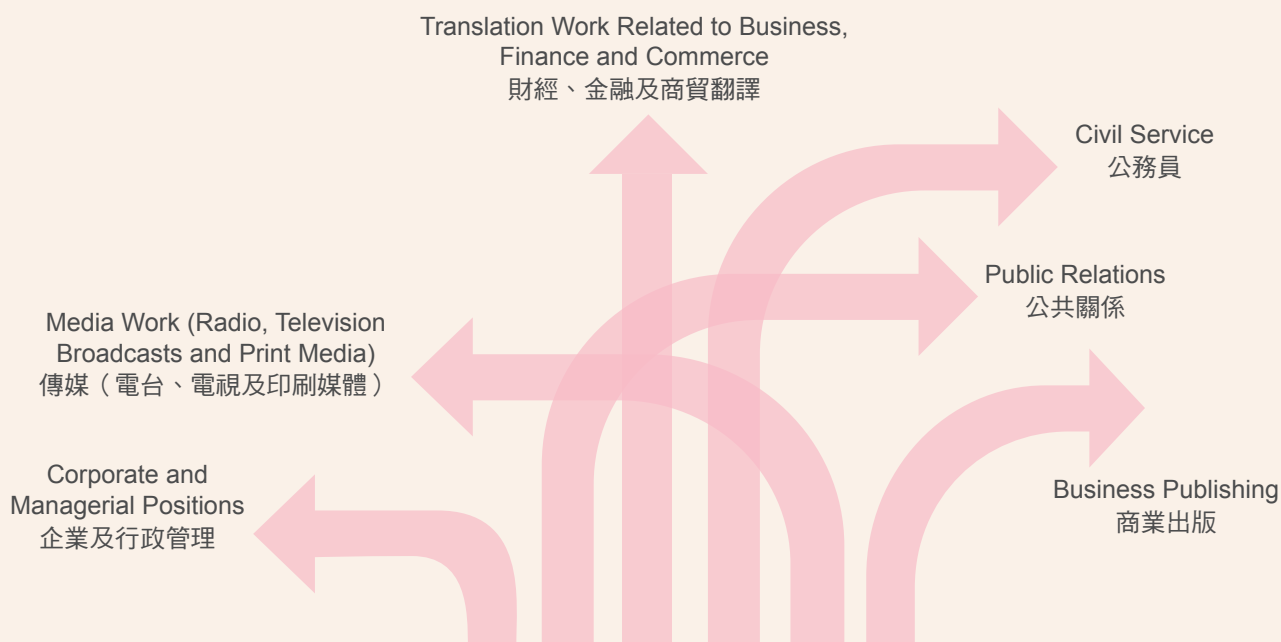 Translation Work Related to Business,
Finance and Commerce
財經、金融及商貿翻譯
Civil Service
公務員
Public Relations
公共關係
Media Work (Radio, Television
Broadcasts and Print Media)
傳媒（電台、電視及印刷媒體）
Corporate and
Managerial Positions
企業及行政管理
Business Publishing
商業出版